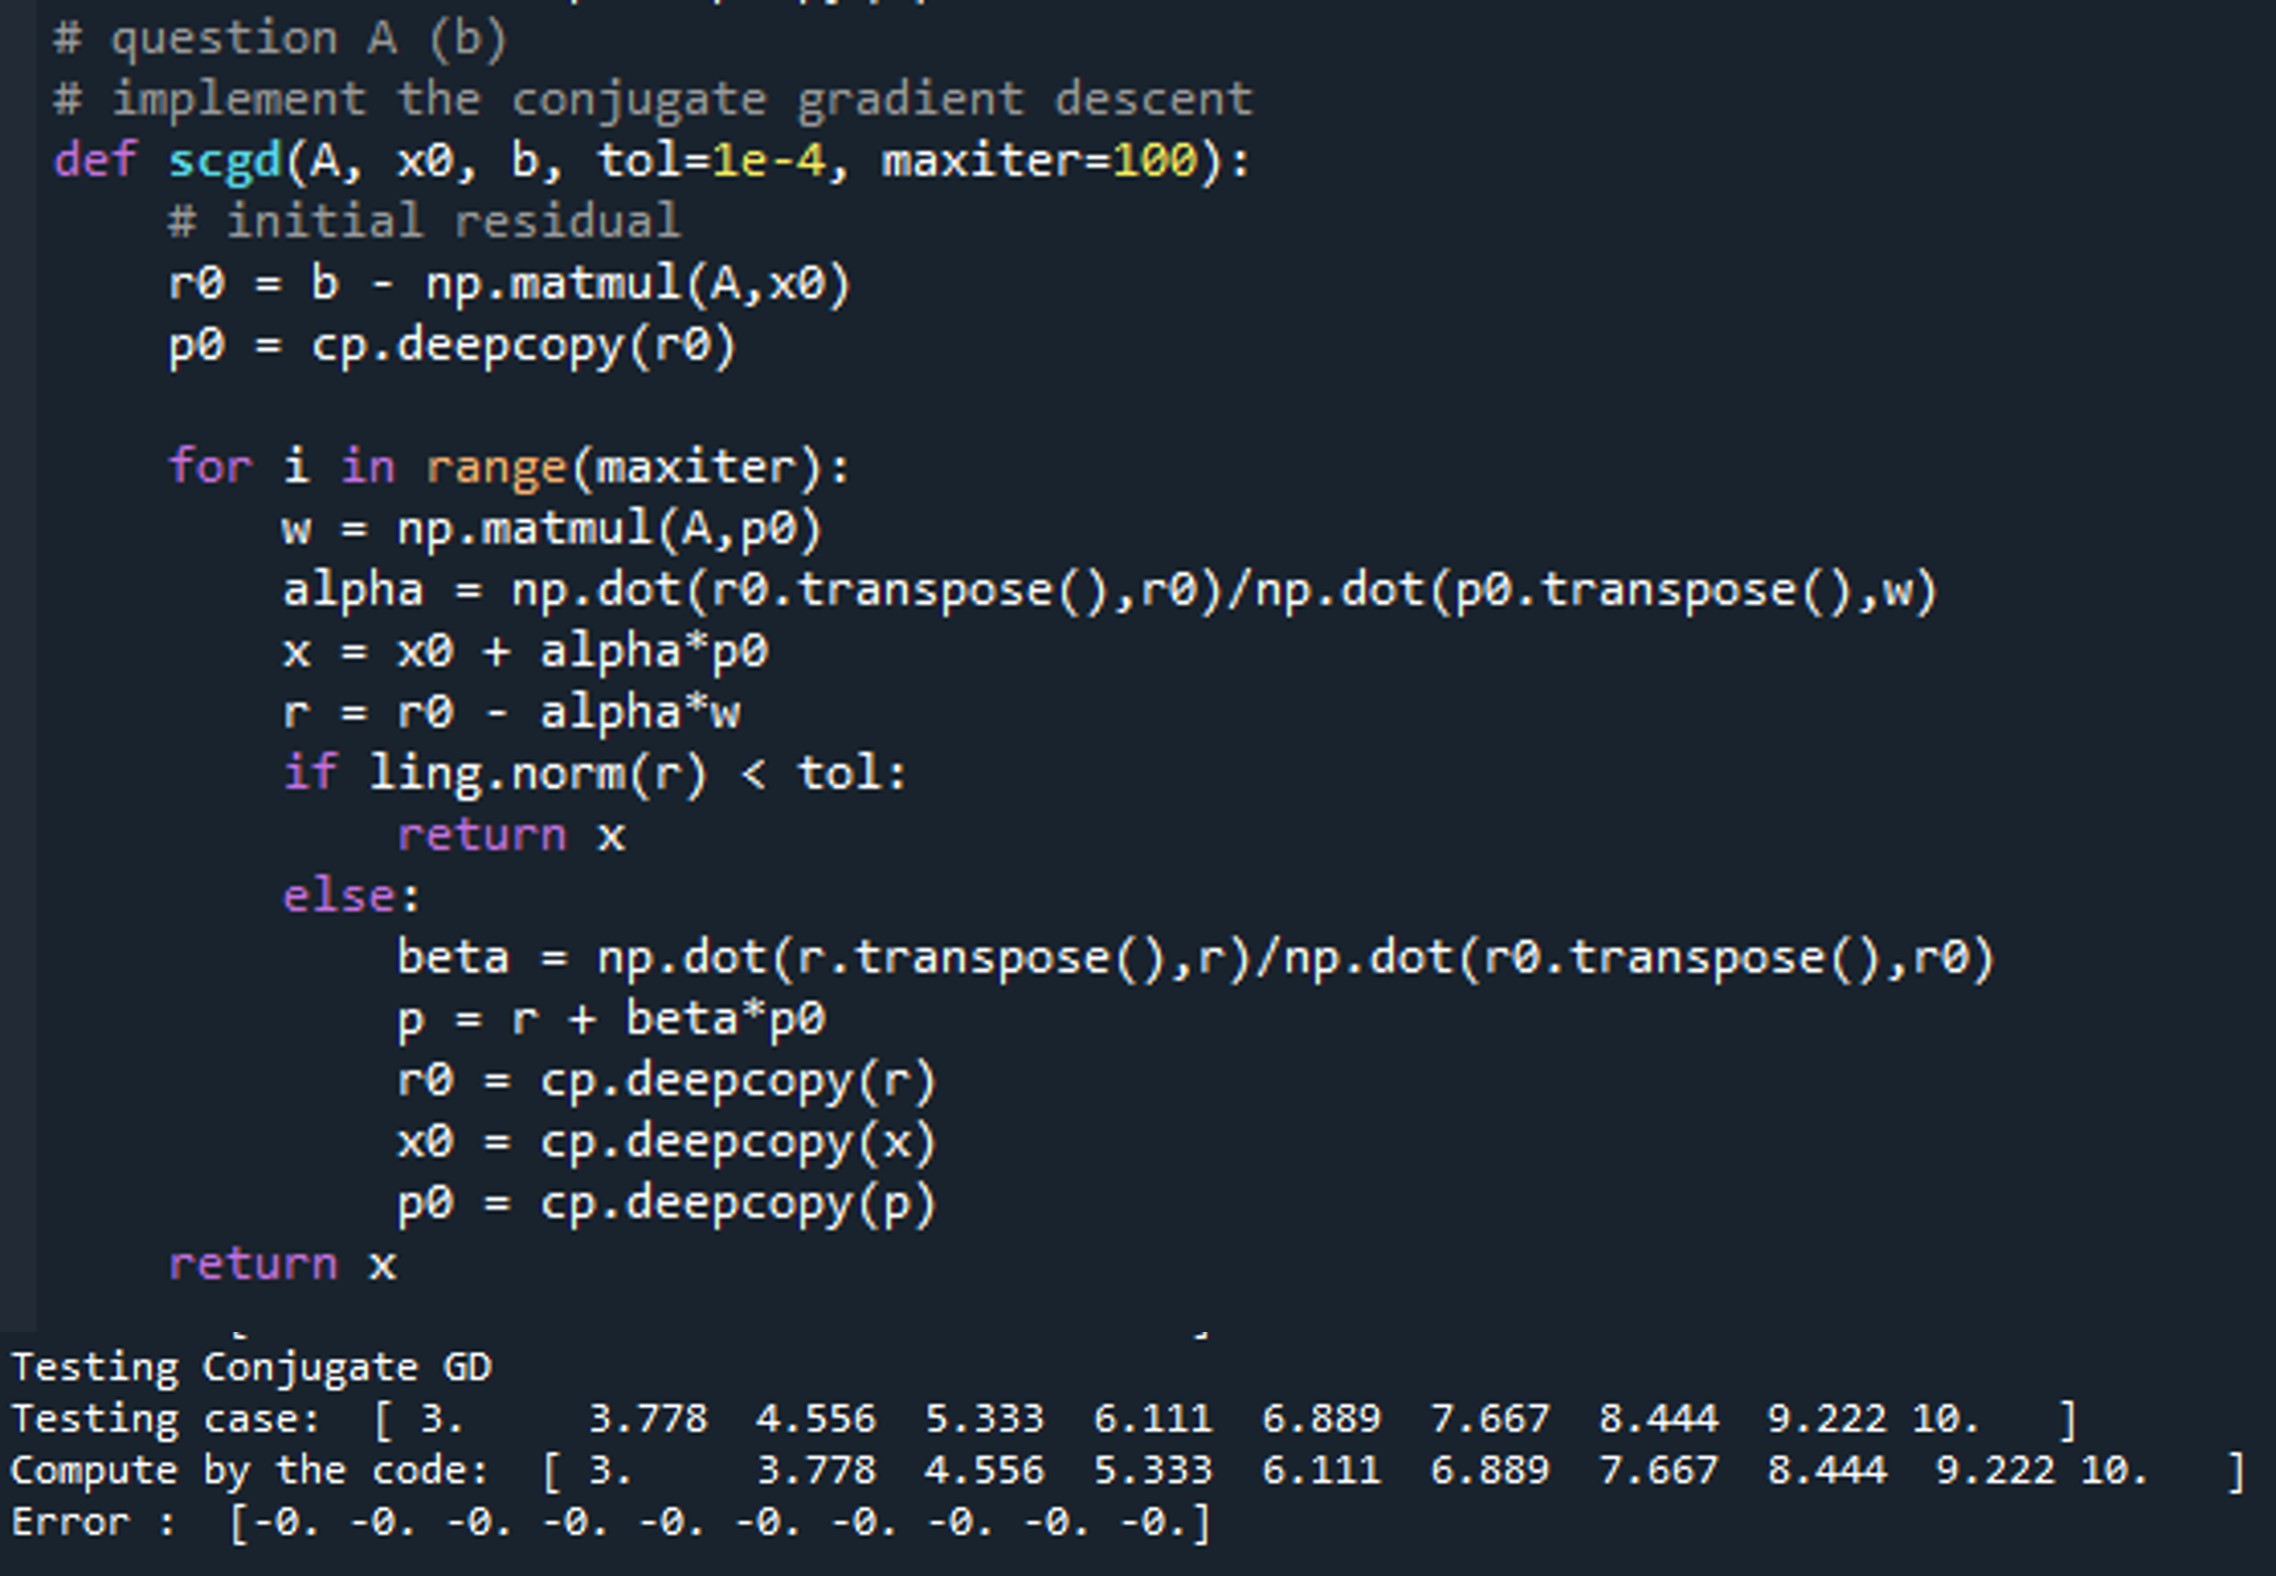 # question A (b)
# implement the conjugate gradient descent
def scgd(A, x0, b, tol=1e-4, maxiter=100):
    # initial residual
    r0 = b - np.matmul(A,x0)
    p0 = cp.deepcopy(r0)

    for i in range(maxiter):
        w = np.matmul(A,p0)
        alpha = np.dot(r0.transpose(),r0)/np.dot(p0.transpose(),w)
        x = x0 + alpha*p0
        r = r0 - alpha*w
        if ling.norm(r) < tol:
            return x
        else:
            beta = np.dot(r.transpose(),r)/np.dot(r0.transpose(),r0)
            p = r + beta*p0
            r0 = cp.deepcopy(r)
            x0 = cp.deepcopy(x)
            p0 = cp.deepcopy(p)
    return x
Testing Conjugate GD
Testing case:  [ 3.     3.778  4.556  5.333  6.111  6.889  7.667  8.444  9.222 10.   ]
Compute by the code:  [ 3.     3.778  4.556  5.333  6.111  6.889  7.667  8.444  9.222 10.   ]
Error :  [-0. -0. -0. -0. -0. -0. -0. -0. -0. -0.]